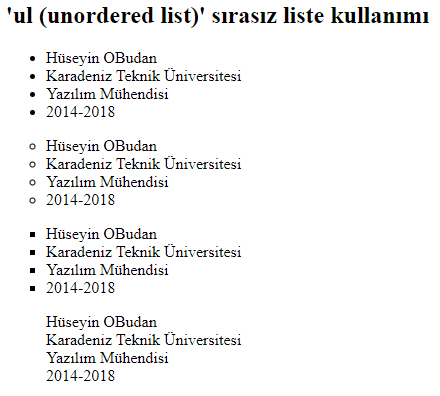 'ul (unordered list)' sırasız liste kullanımı
Hüseyin OBudan
Karadeniz Teknik Üniversitesi
Yazılım Mühendisi
2014-2018
Hüseyin OBudan
Karadeniz Teknik Üniversitesi
Yazılım Mühendisi
2014-2018
Hüseyin OBudan
Karadeniz Teknik Üniversitesi
Yazılım Mühendisi
2014-2018
Hüseyin OBudan
Karadeniz Teknik Üniversitesi
Yazılım Mühendisi
2014-2018